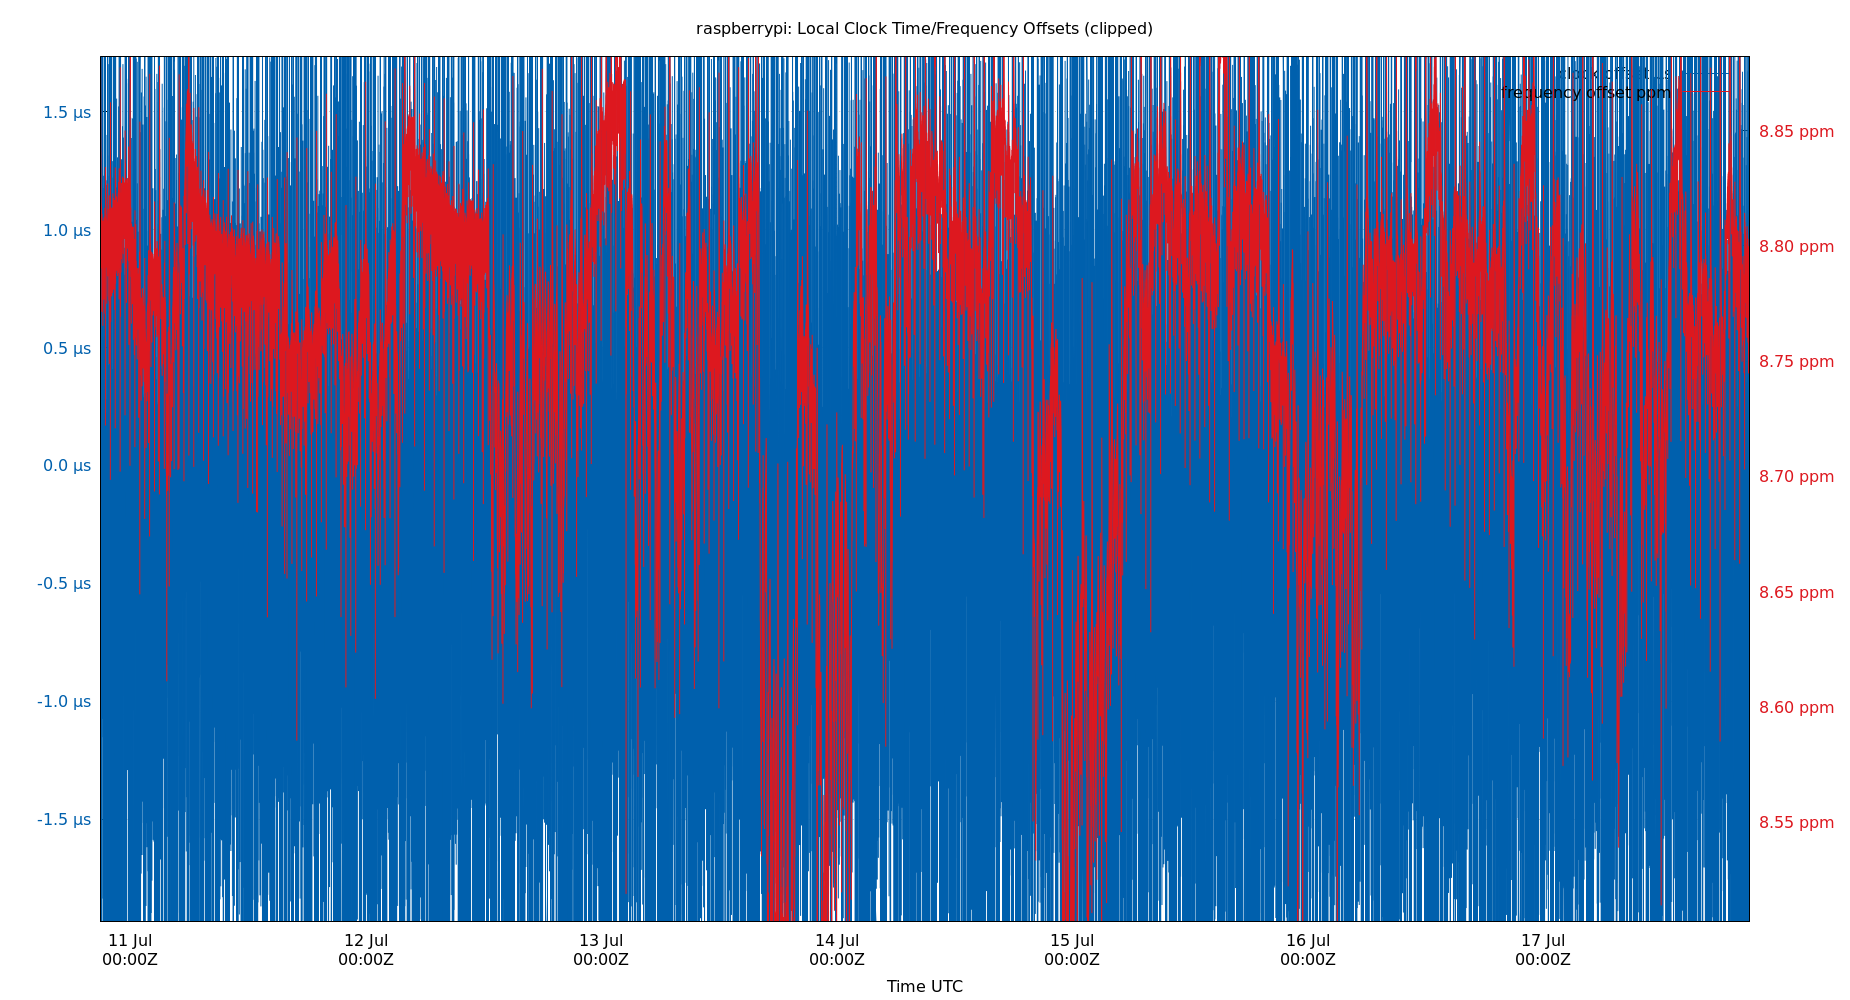 raspberrypi: Local Clock Time/Frequency Offsets (clipped)
clock offset µs
frequency offset ppm
1.5 µs
1.0 µs
0.5 µs
0.0 µs
-0.5 µs
-1.0 µs
-1.5 µs
8.85 ppm
8.80 ppm
8.75 ppm
8.70 ppm
8.65 ppm
8.60 ppm
8.55 ppm
11 Jul 12 Jul 13 Jul 14 Jul 15 Jul 16 Jul 17 Jul
00:00Z 00:00Z 00:00Z 00:00Z 00:00Z 00:00Z 00:00Z
Time UTC